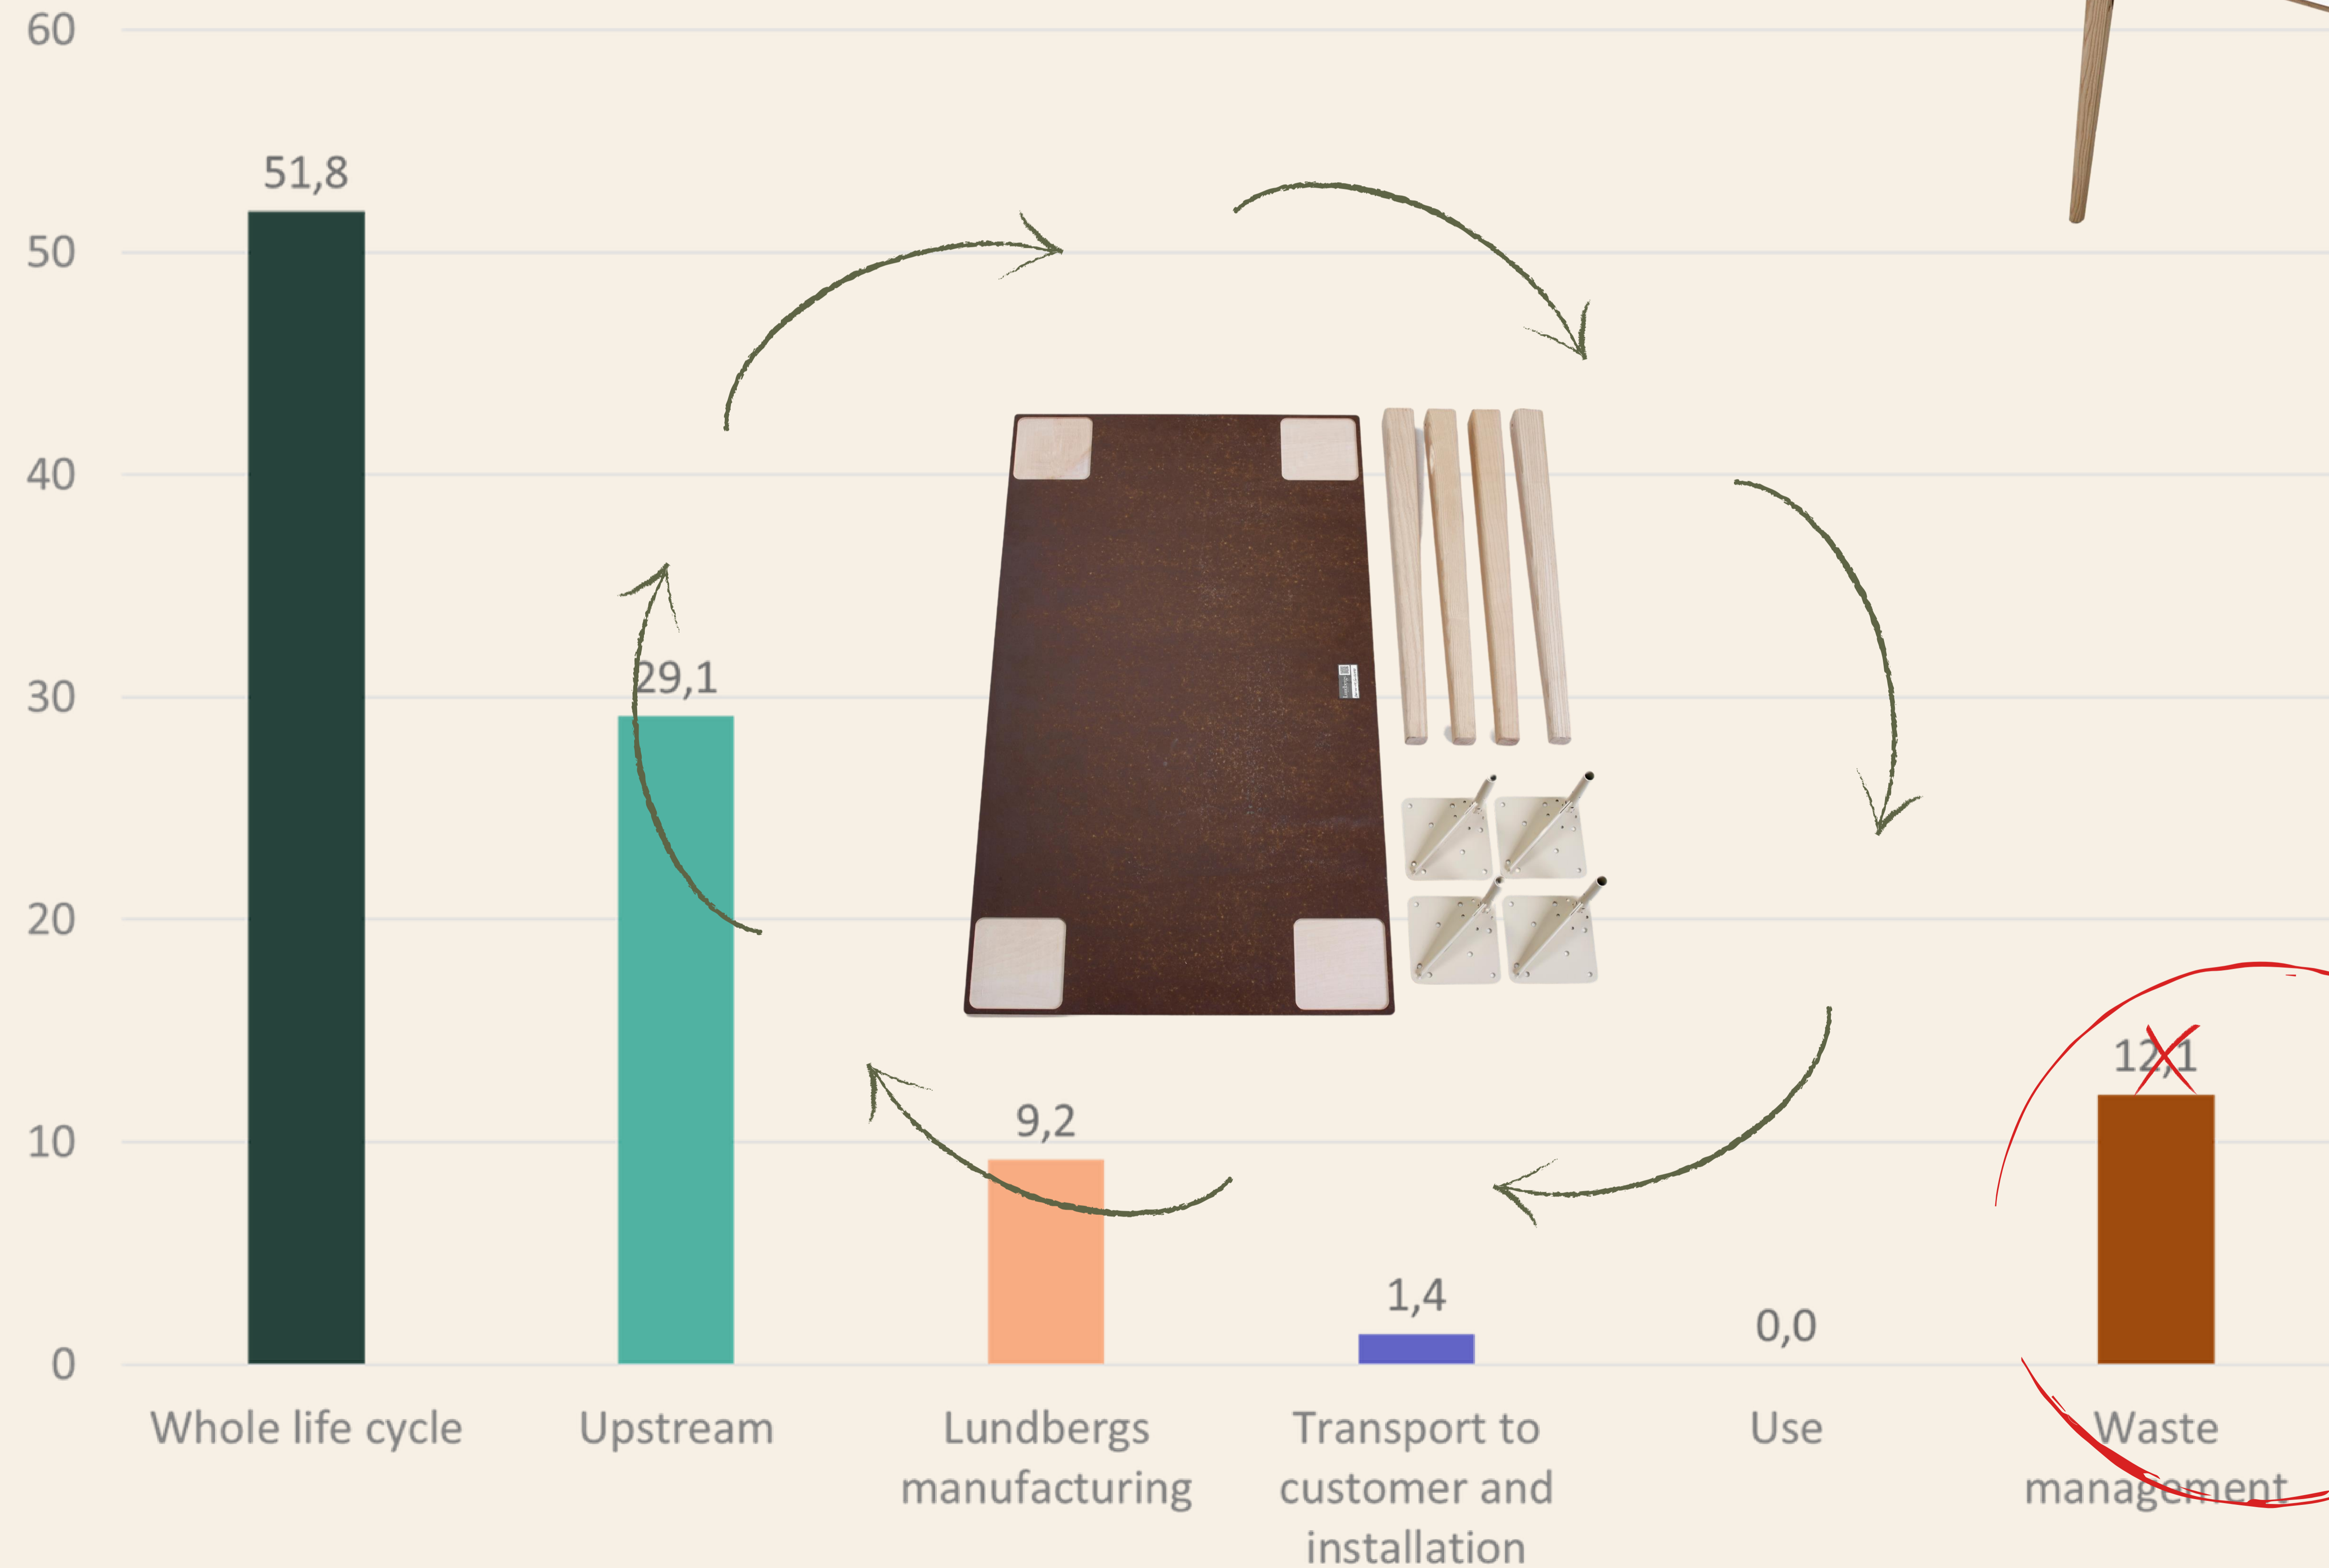 60
51,8
50
40
29,1
30
20
12,1
9,2
10
1,4
0,0
0
Whole life cycle
Upstream
Lundbergs
manufacturing
Transport to
customer and
installation
Use
Waste
management